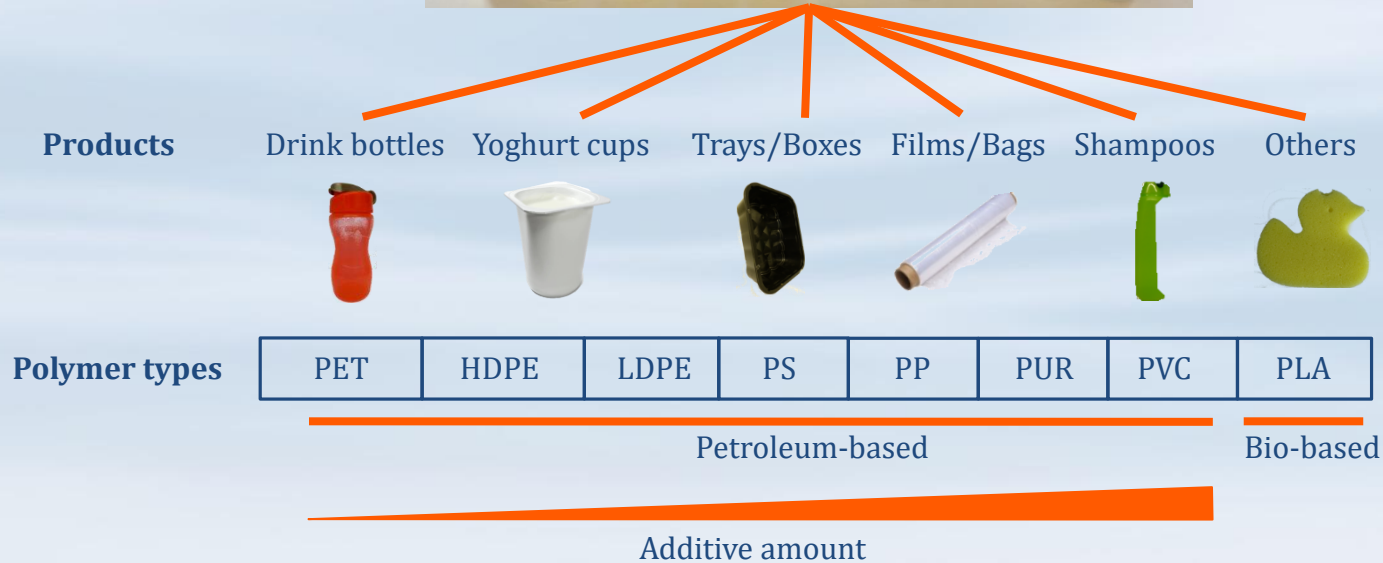 Products Drink bottles Yoghurt cups Trays/Boxes Films/Bags Shampoos Others
Polymer types PET HDPE LDPE PS PP PUR PVC PLA
Petroleum-based Bio-based
Additive amount